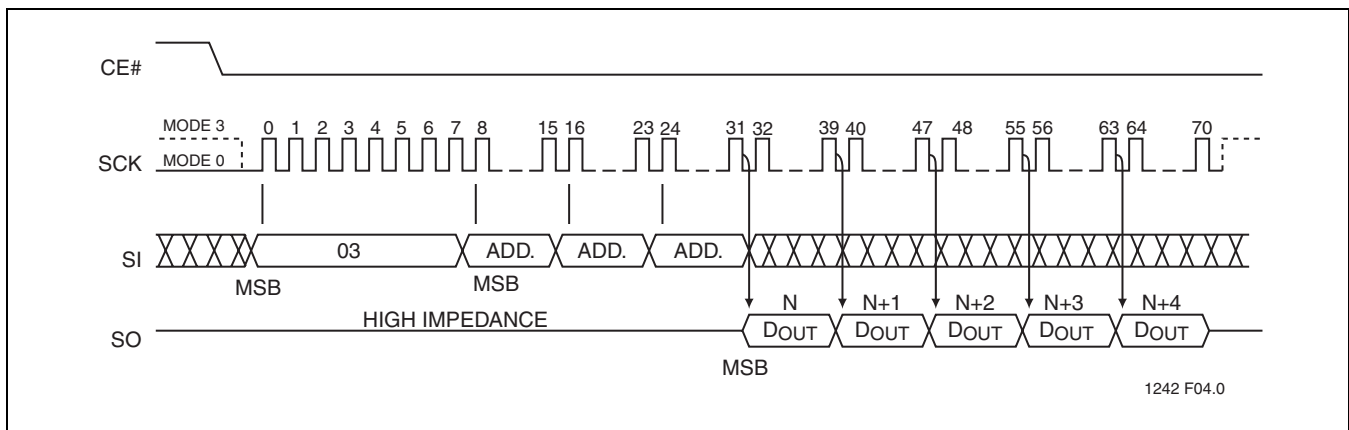 CE#
MODE 3 0 1 2 3 4 5 6 7 8 15 16 23 24 31 32 39 40 47 48 55 56 63 64 70
SCK MODE 0
SI 03 ADD. ADD. ADD.
MSB MSB
HIGH IMPEDANCE N N+1 N+2 N+3 N+4
SO DOUT DOUT DOUT DOUT DOUT
MSB
1242 F04.0